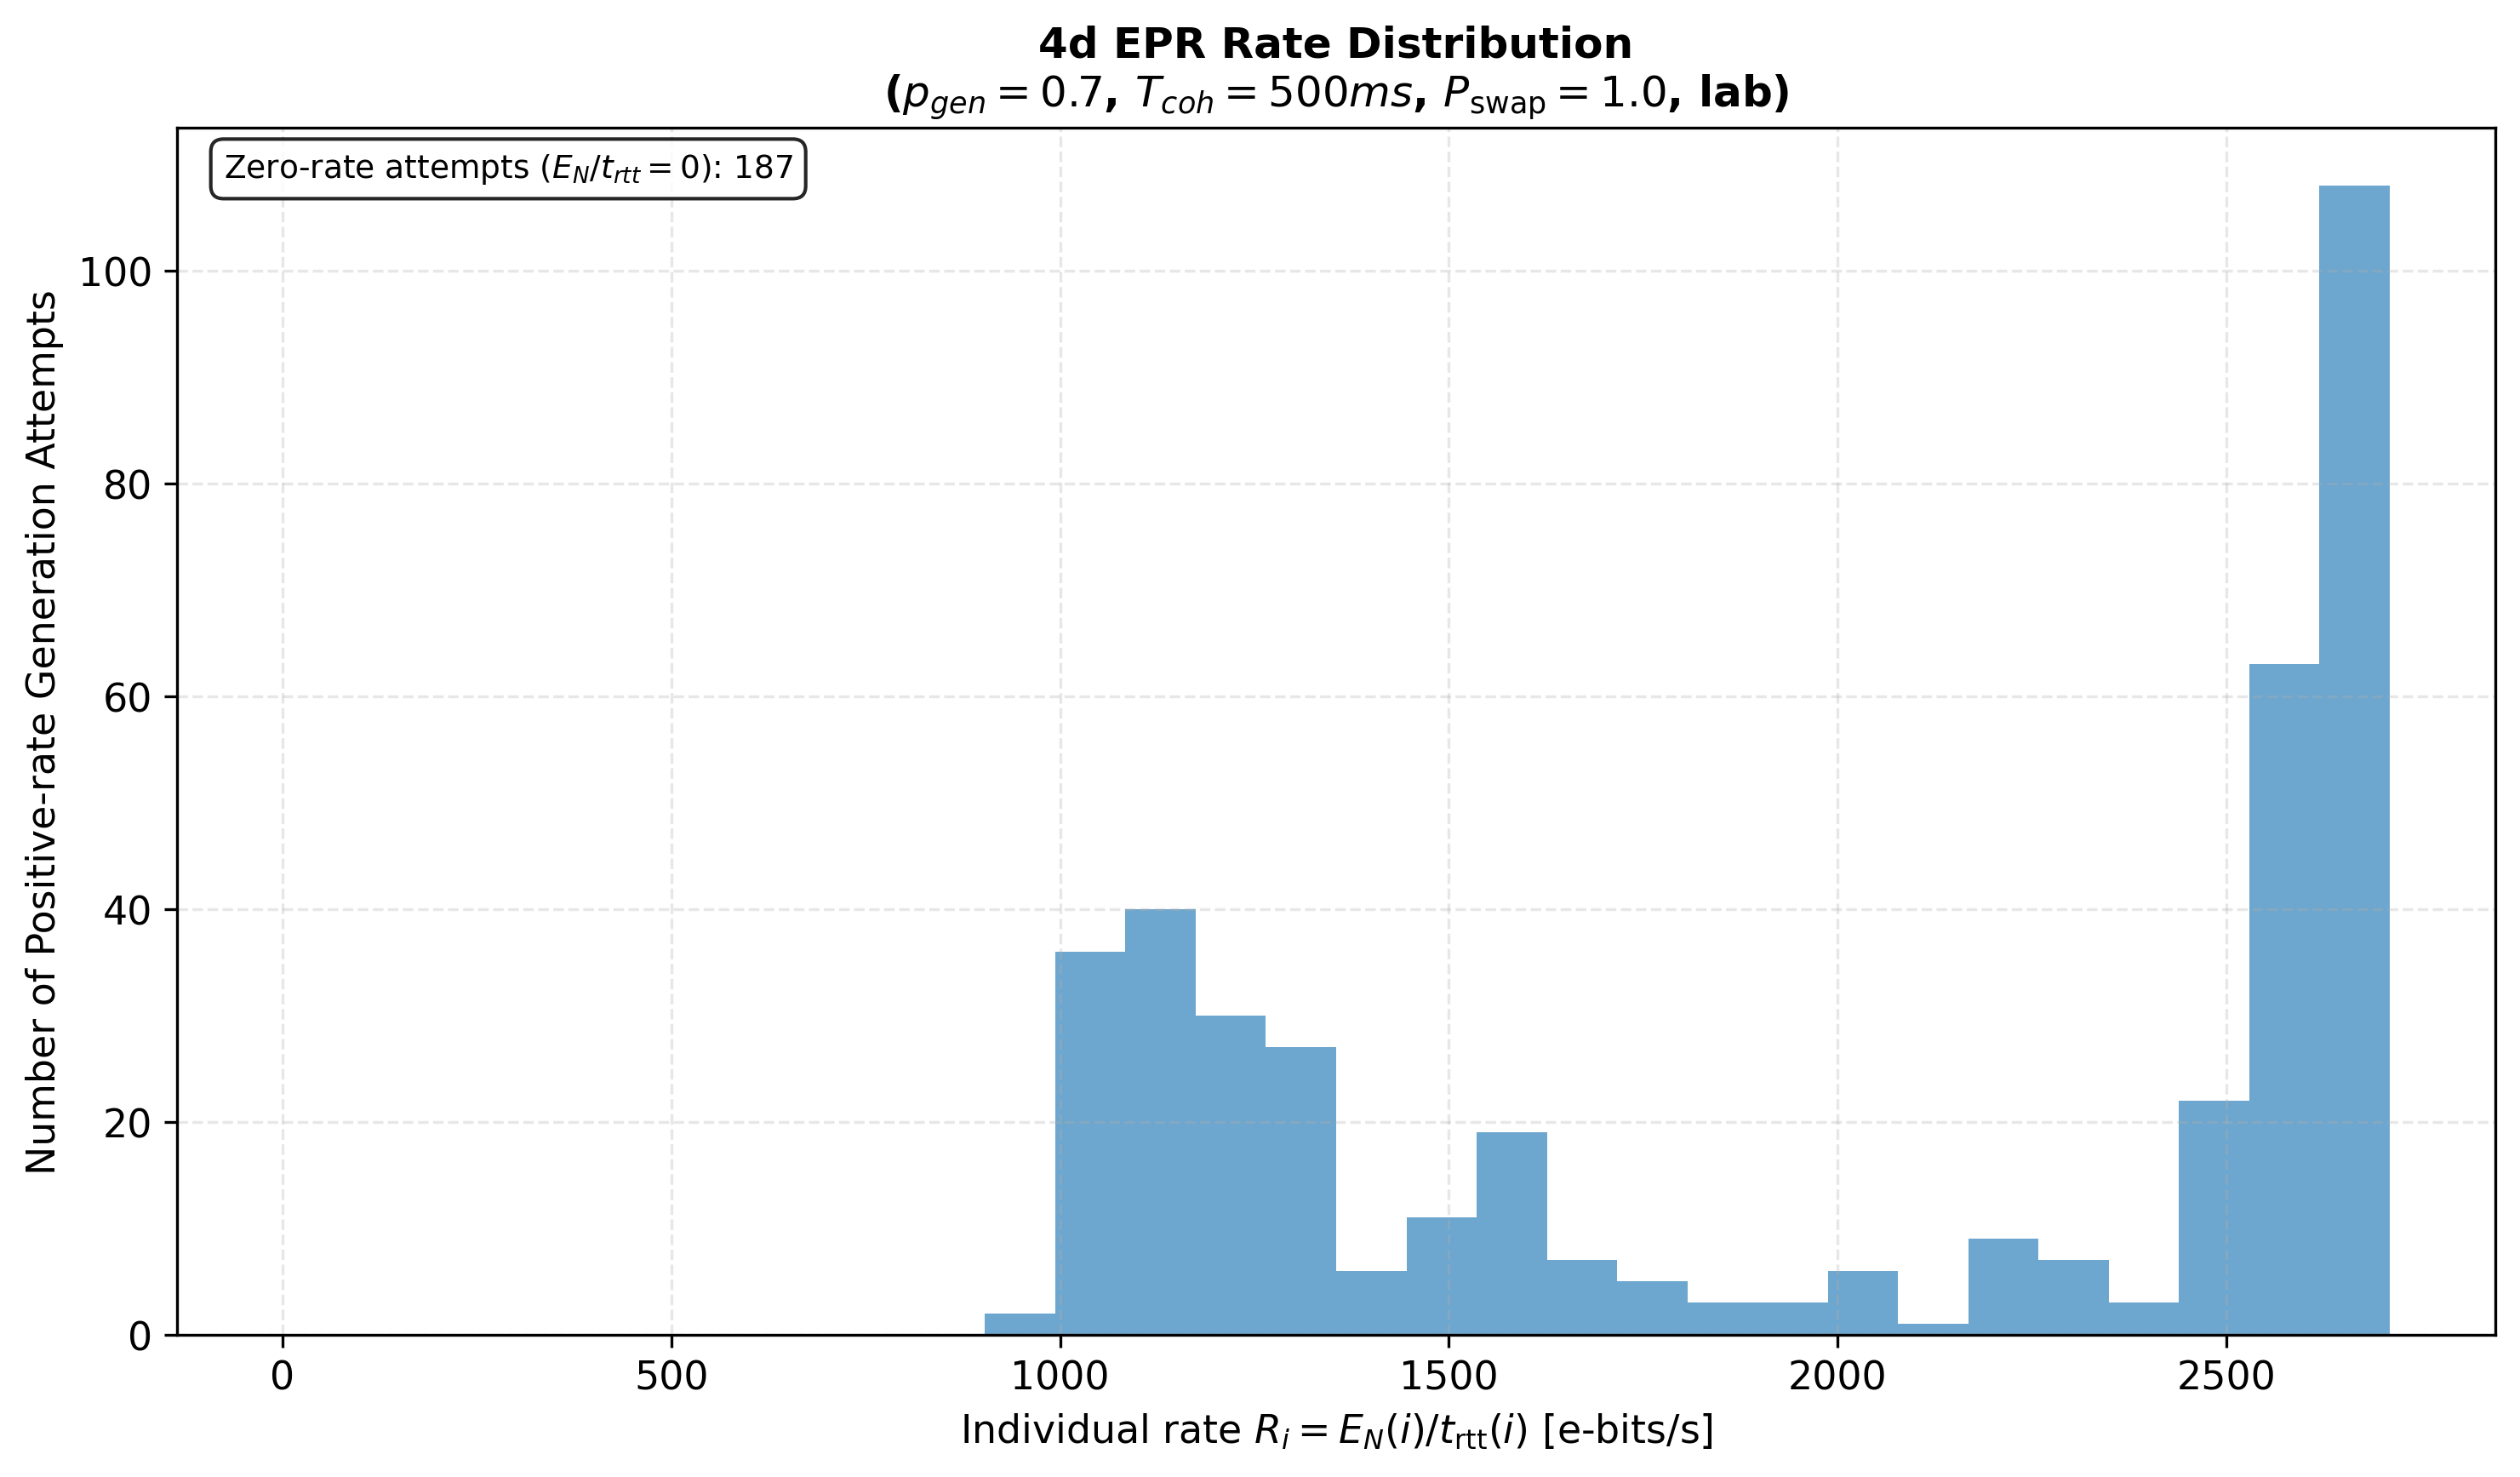 4d EPR Rate Distribution
(p_gen = 0.7, T_coh = 500ms, P_swap = 1.0, lab)
Zero-rate attempts (E_N/t_rtt = 0): 187
Number of Positive-rate Generation Attempts
100
80
60
40
20
0
0 500 1000 1500 2000 2500
Individual rate R_i = E_N(i)/t_rtt(i) [e-bits/s]